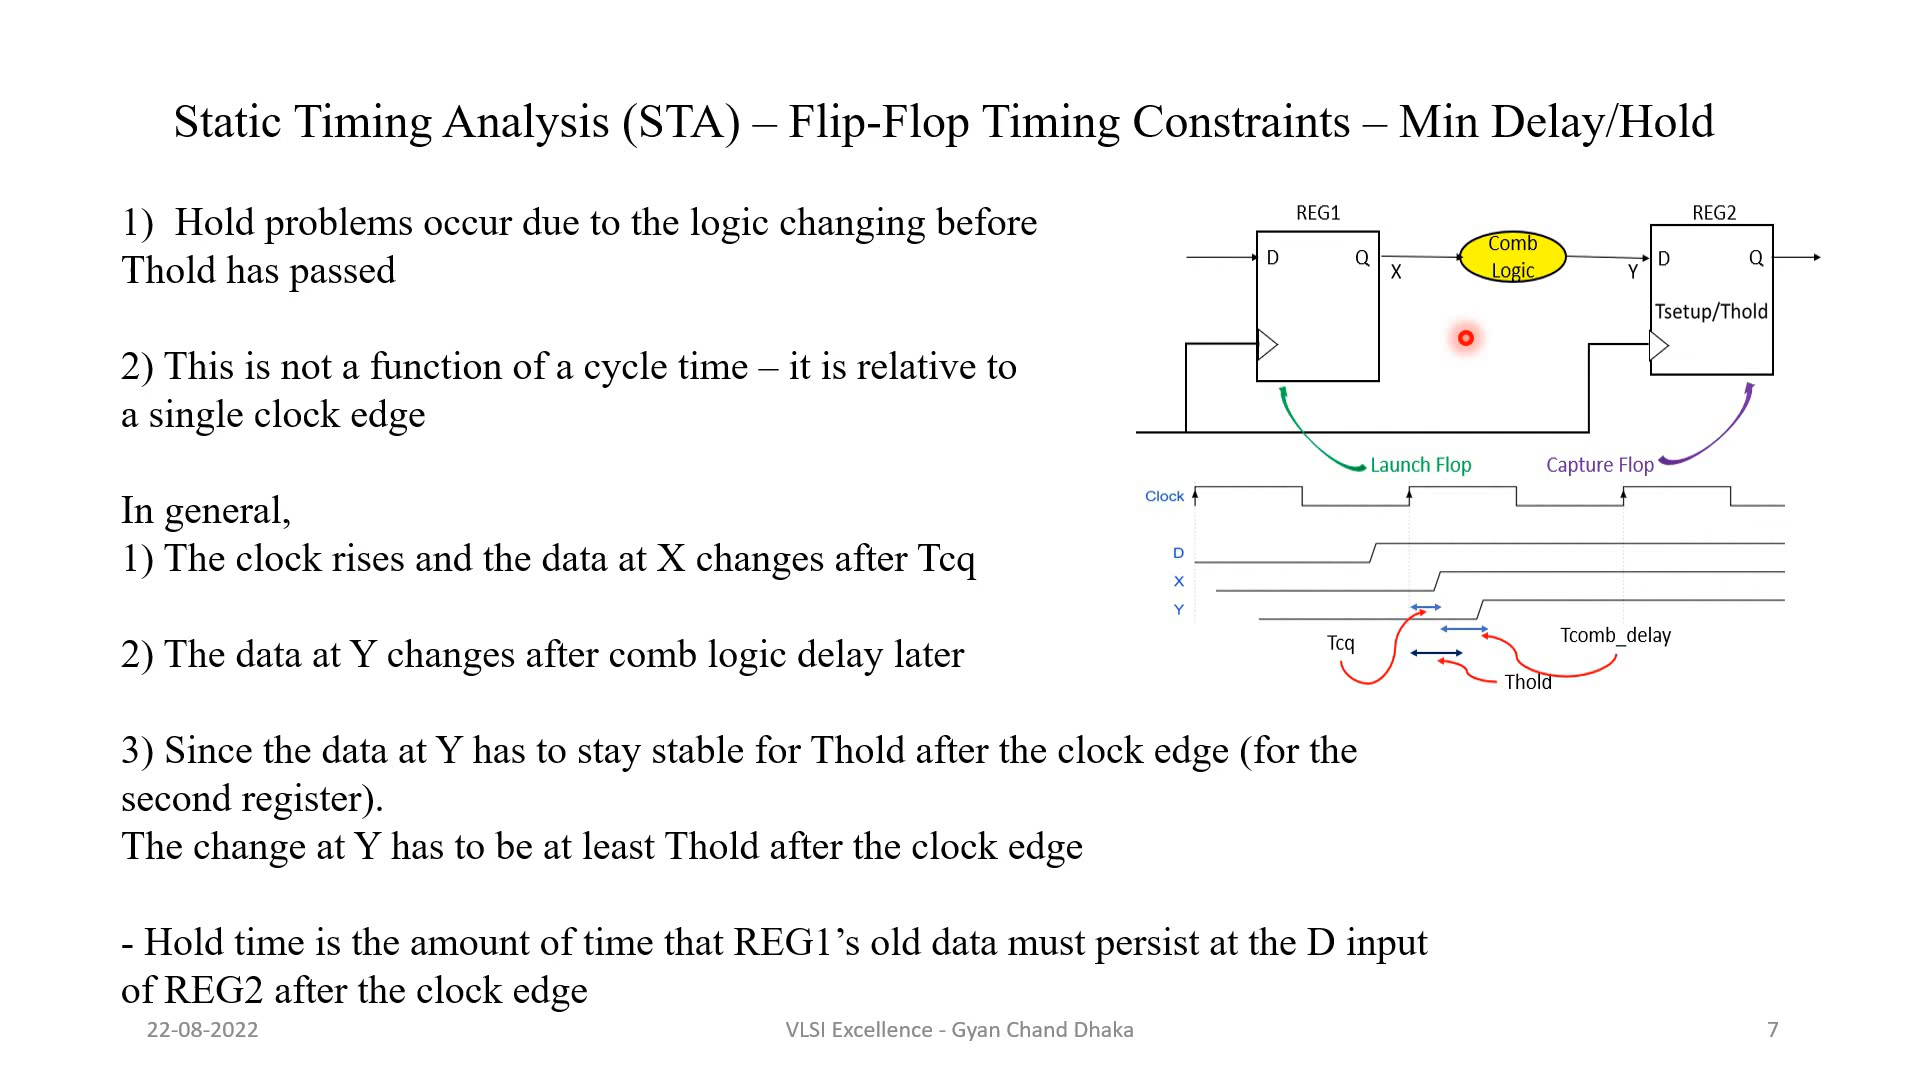 Static Timing Analysis (STA) – Flip-Flop Timing Constraints – Min Delay/Hold
1) Hold problems occur due to the logic changing before
Thold has passed
2) This is not a function of a cycle time – it is relative to
a single clock edge
In general,
1) The clock rises and the data at X changes after Tcq
2) The data at Y changes after comb logic delay later
3) Since the data at Y has to stay stable for Thold after the clock edge (for the
second register).
The change at Y has to be at least Thold after the clock edge
- Hold time is the amount of time that REG1’s old data must persist at the D input
of REG2 after the clock edge
REG1
REG2
D
Q
X
Comb
Logic
Y
D
Q
Tsetup/Thold
Launch Flop
Capture Flop
Clock
D
X
Y
Tcq
Tcomb_delay
Thold
22-08-2022
VLSI Excellence - Gyan Chand Dhaka
7